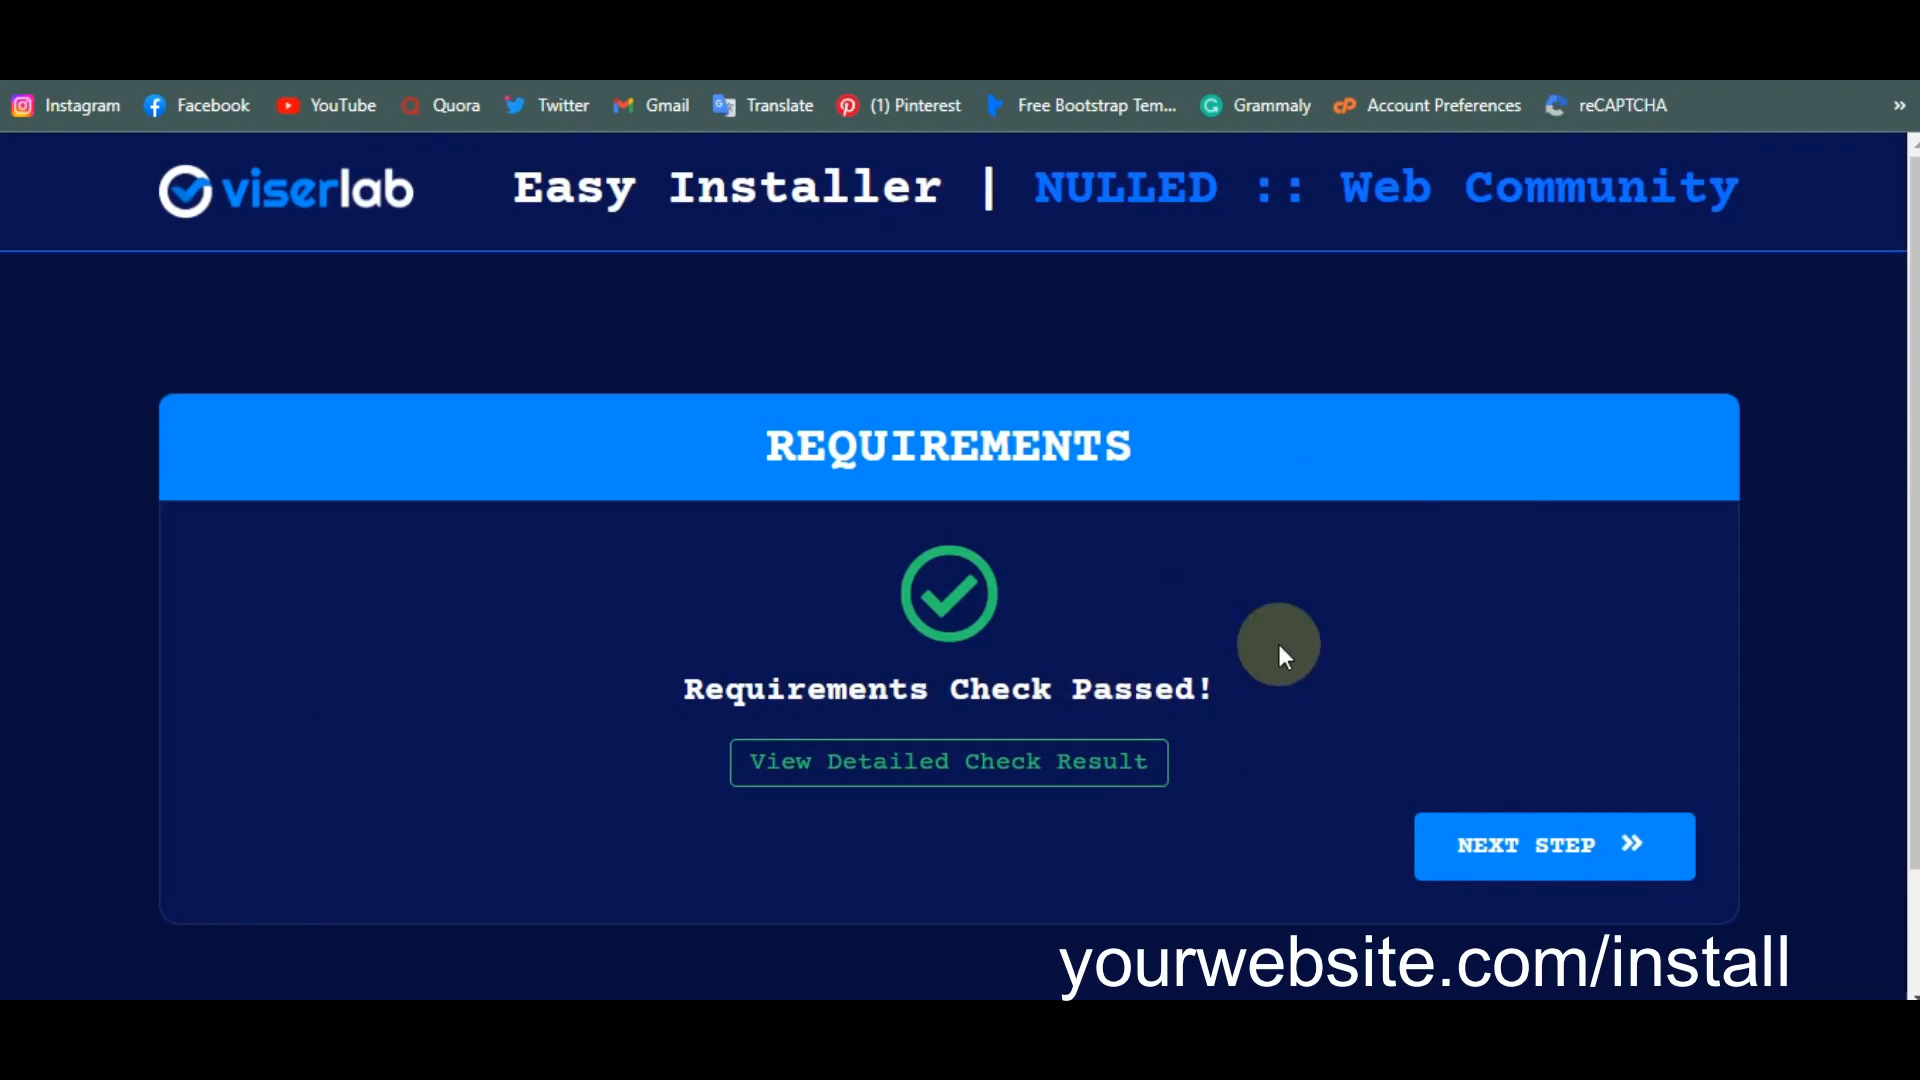 Instagram Facebook YouTube Quora Twitter Gmail Translate (1) Pinterest Free Bootstrap Tem... Grammaly Account Preferences reCAPTCHA »
viserlab Easy Installer | NULLED :: Web Community
REQUIREMENTS
Requirements Check Passed!
View Detailed Check Result
NEXT STEP »
yourwebsite.com/install